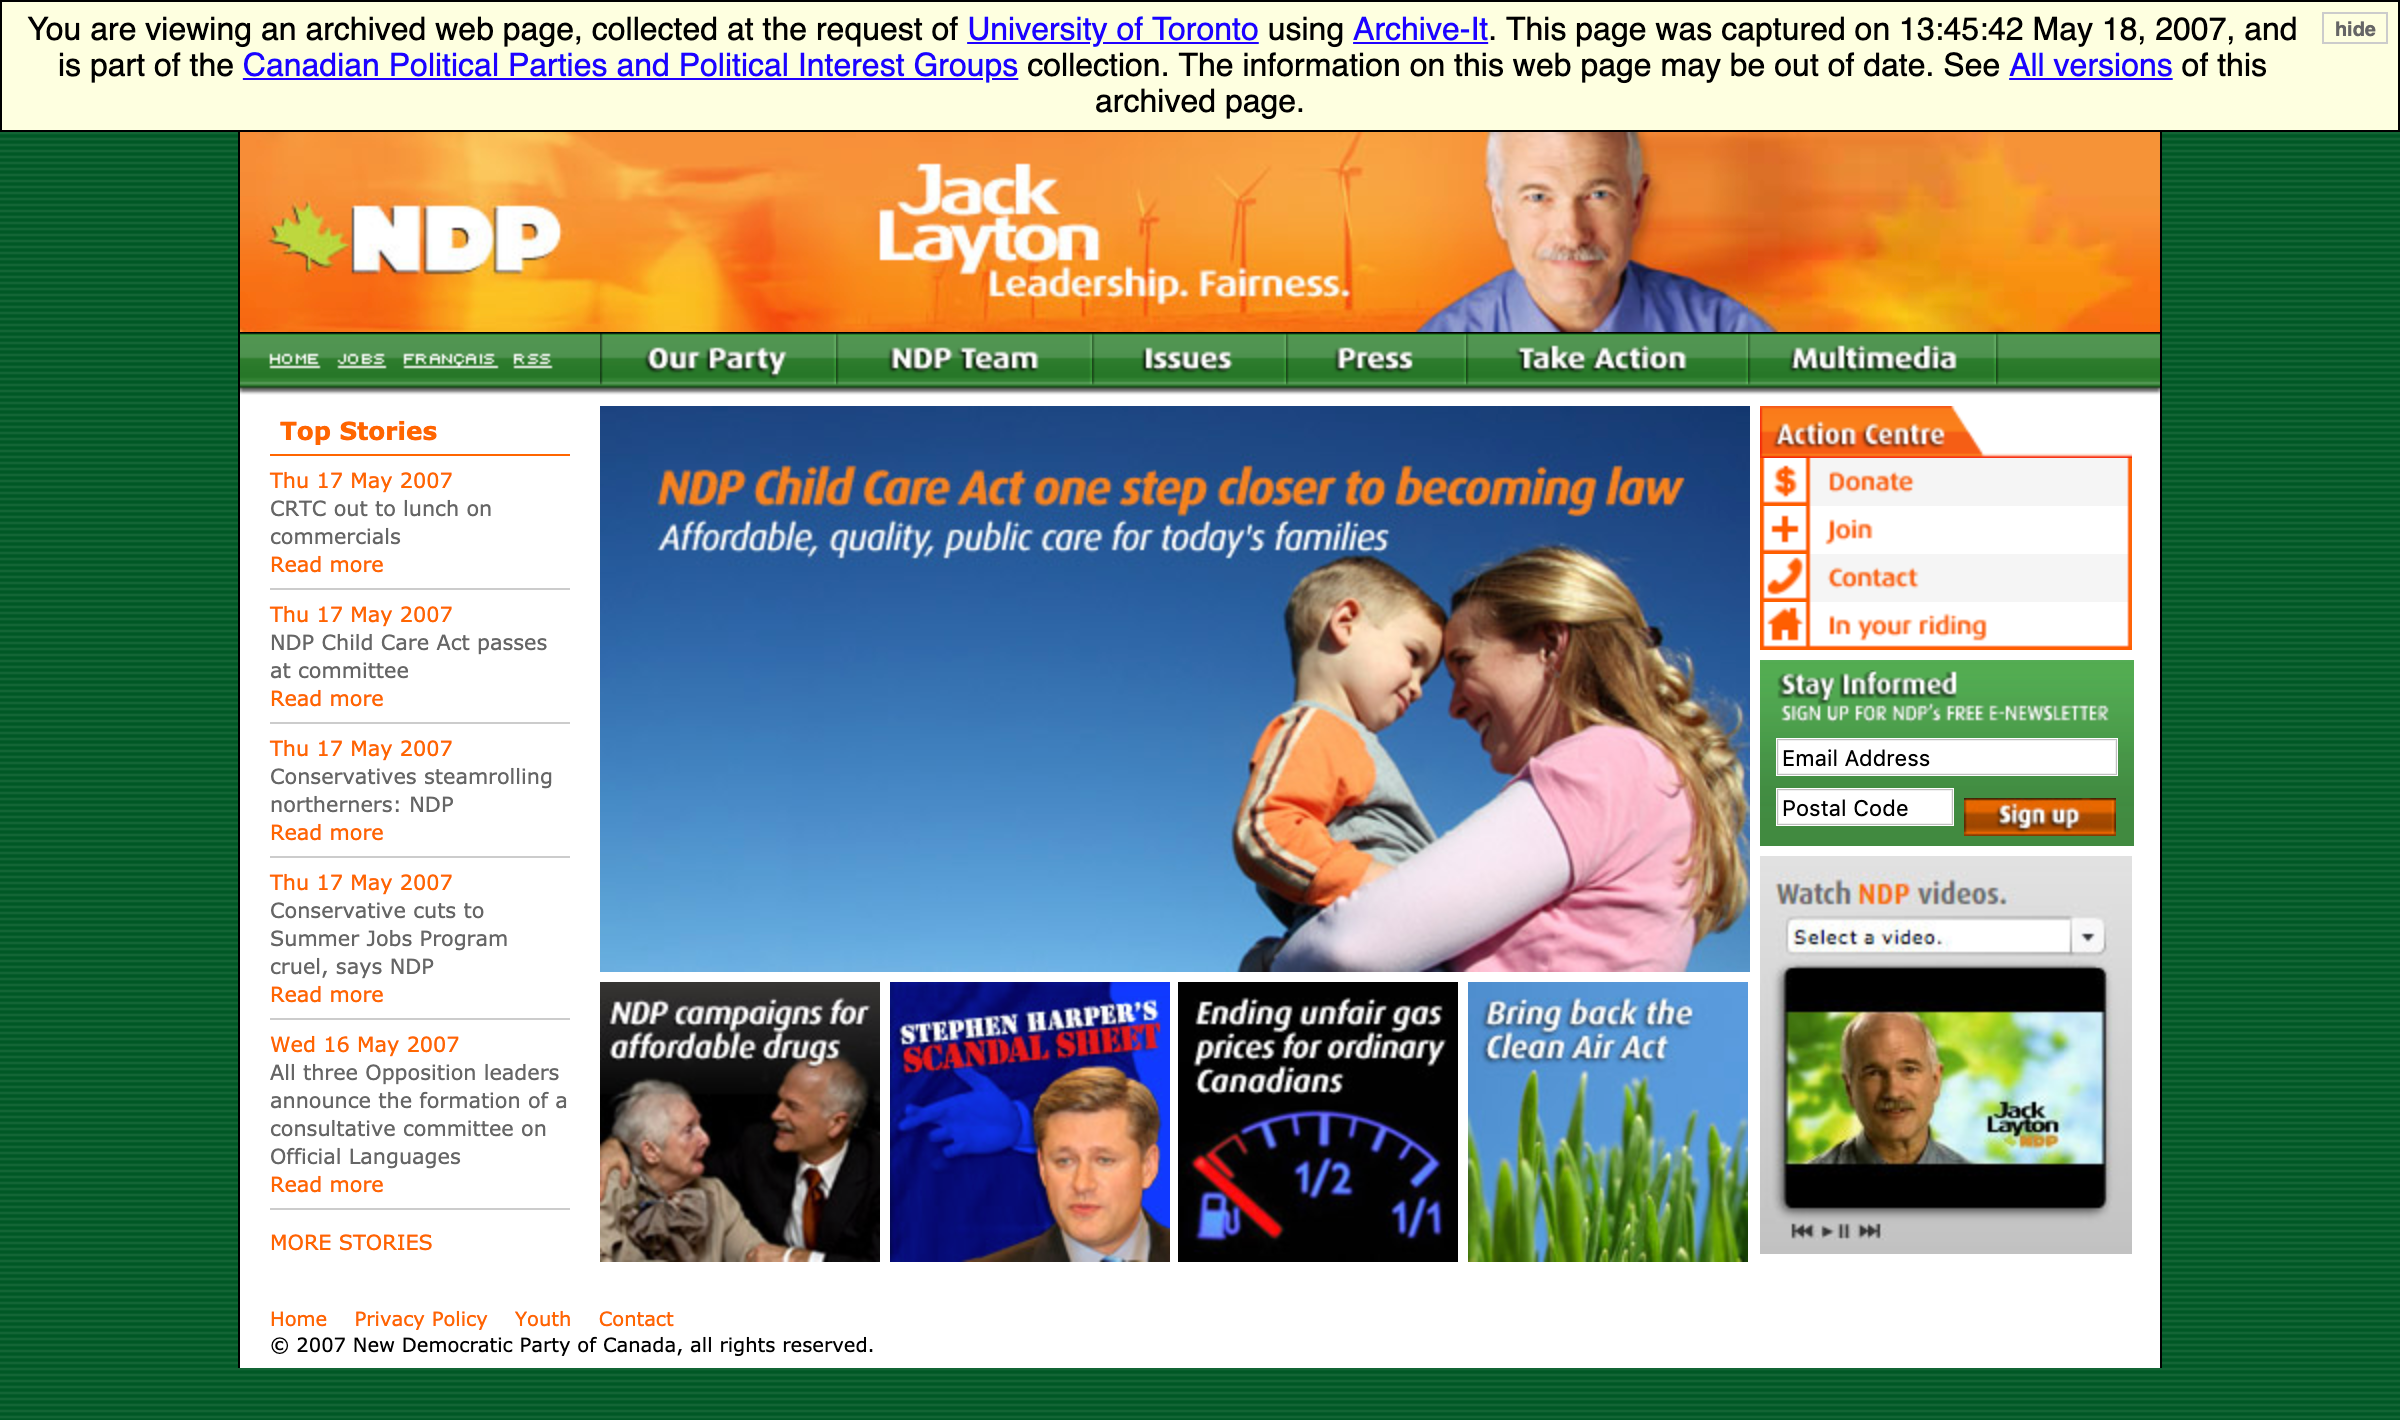 You are viewing an archived web page, collected at the request of University of Toronto using Archive-It. This page was captured on 13:45:42 May 18, 2007, and
is part of the Canadian Political Parties and Political Interest Groups collection. The information on this web page may be out of date. See All versions of this
archived page.
hide
NDP
Jack
Layton
Leadership. Fairness.
HOME JOBS FRANÇAIS RSS
Our Party NDP Team Issues Press Take Action Multimedia
Top Stories
Thu 17 May 2007
CRTC out to lunch on
commercials
Read more
Thu 17 May 2007
NDP Child Care Act passes
at committee
Read more
Thu 17 May 2007
Conservatives steamrolling
northerners: NDP
Read more
Thu 17 May 2007
Conservative cuts to
Summer Jobs Program
cruel, says NDP
Read more
Wed 16 May 2007
All three Opposition leaders
announce the formation of a
consultative committee on
Official Languages
Read more
MORE STORIES
NDP Child Care Act one step closer to becoming law
Affordable, quality, public care for today's families
NDP campaigns for
affordable drugs
STEPHEN HARPER'S
SCANDAL SHEET
Ending unfair gas
prices for ordinary
Canadians
1/2
1/1
Bring back the
Clean Air Act
Action Centre
$ Donate
Join
Contact
In your riding
Stay Informed
SIGN UP FOR NDP's FREE E-NEWSLETTER
Email Address
Postal Code
Sign up
Watch NDP videos.
Select a video.
Jack
Layton
NDP
Home Privacy Policy Youth Contact
© 2007 New Democratic Party of Canada, all rights reserved.